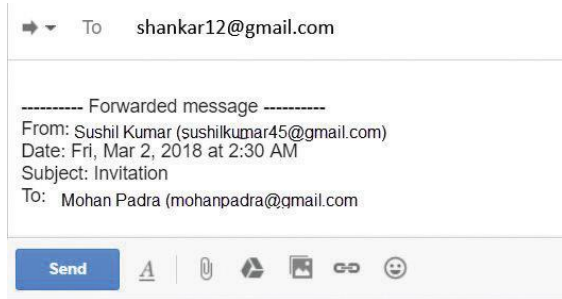 To shankar12@gmail.com
---------- Forwarded message ----------
From: Sushil Kumar (sushilkumar45@gmail.com)
Date: Fri, Mar 2, 2018 at 2:30 AM
Subject: Invitation
To: Mohan Padra (mohanpadra@gmail.com
Send A